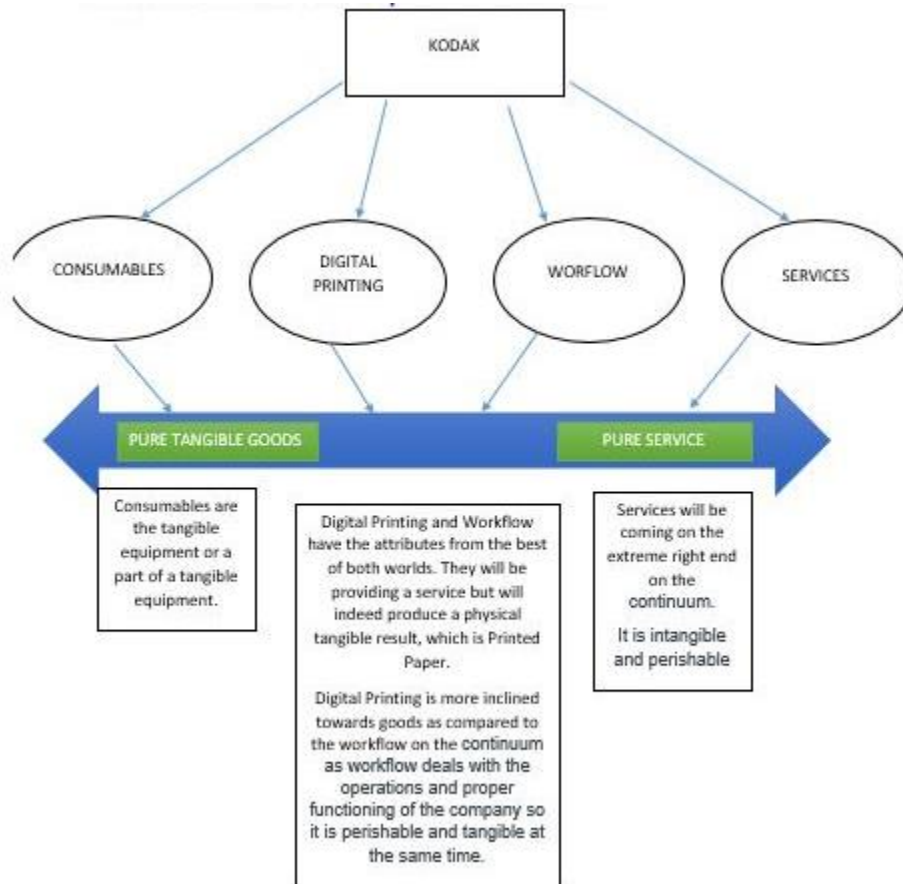 KODAK
CONSUMABLES
DIGITAL
PRINTING
WORFLOW
SERVICES
PURE TANGIBLE GOODS
PURE SERVICE
Consumables are
the tangible
equipment or a
part of a tangible
equipment.
Digital Printing and Workflow
have the attributes from the best
of both worlds. They will be
providing a service but will
indeed produce a physical
tangible result, which is Printed
Paper.
Digital Printing is more inclined
towards goods as compared to
the workflow on the continuum
as workflow deals with the
operations and proper
functioning of the company so
it is perishable and tangible at
the same time.
Services will be
coming on the
extreme right end
on the
continuum.
It is intangible
and perishable